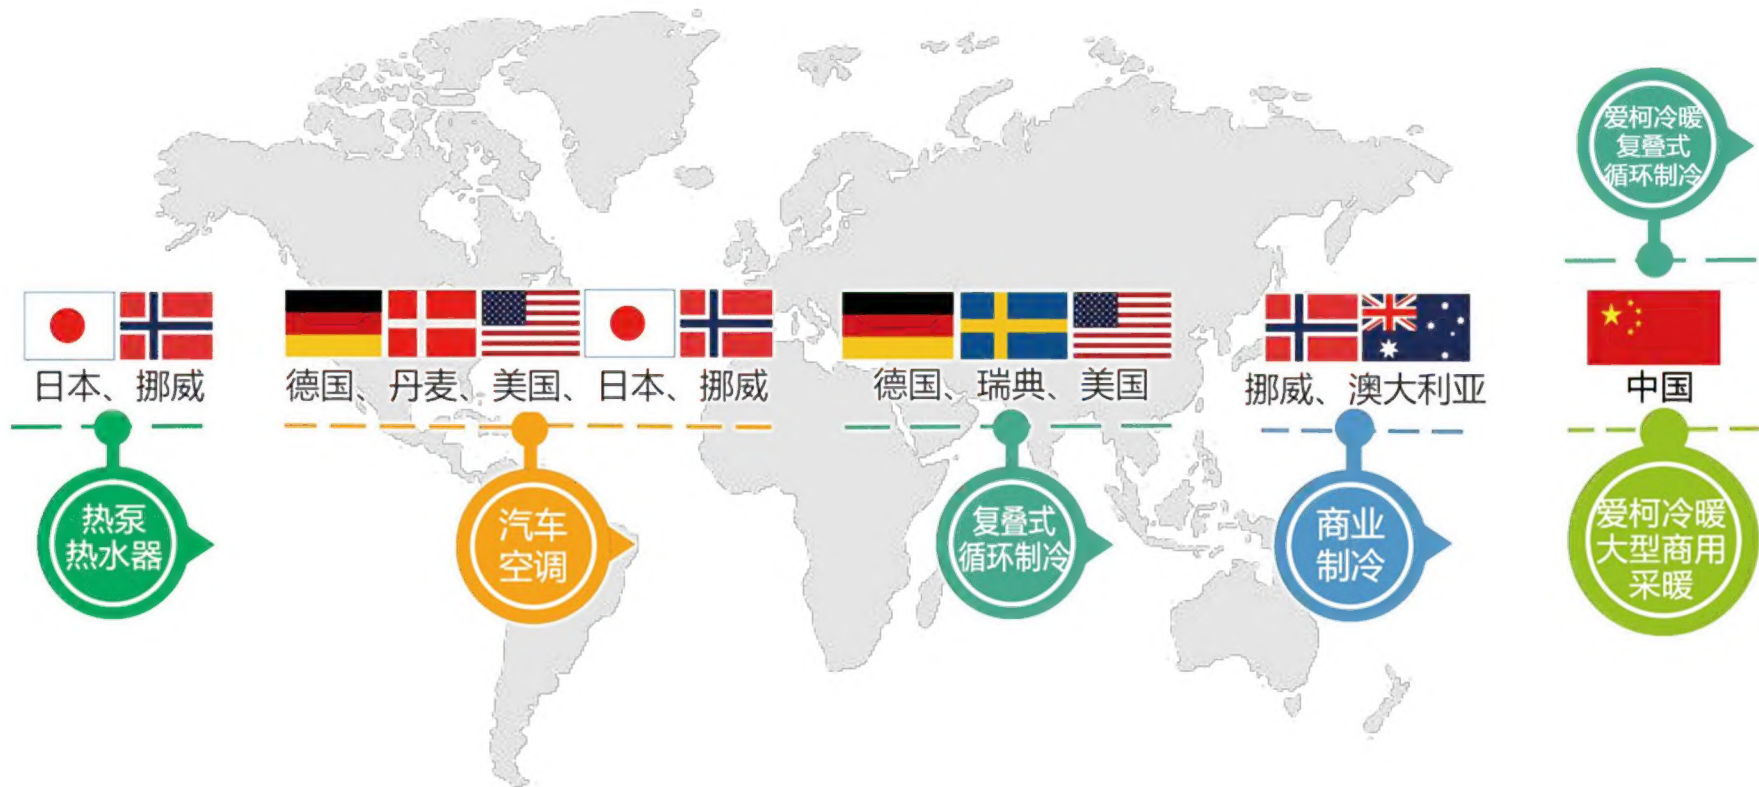 日本、挪威
热泵
热水器
德国、丹麦、美国、日本、挪威
汽车
空调
德国、瑞典、美国
复叠式
循环制冷
挪威、澳大利亚
商业
制冷
爱柯冷暖
复叠式
循环制冷
中国
爱柯冷暖
大型商用
采暖